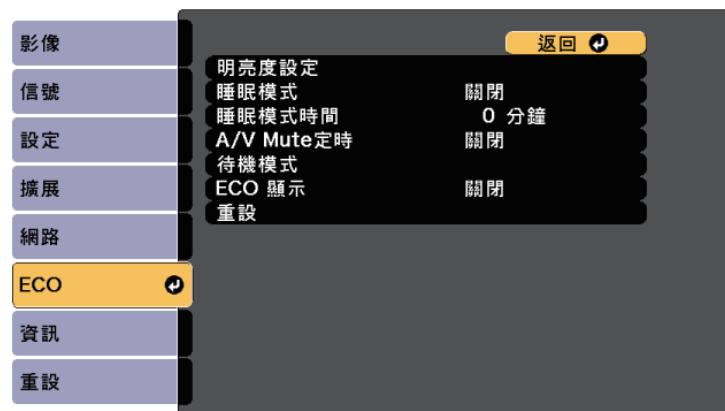 影像
信號
設定
擴展
網路
ECO
資訊
重設
返回
明亮度設定
睡眠模式 關閉
睡眠模式時間 0 分鐘
A/V Mute定時 關閉
待機模式
ECO 顯示 關閉
重設